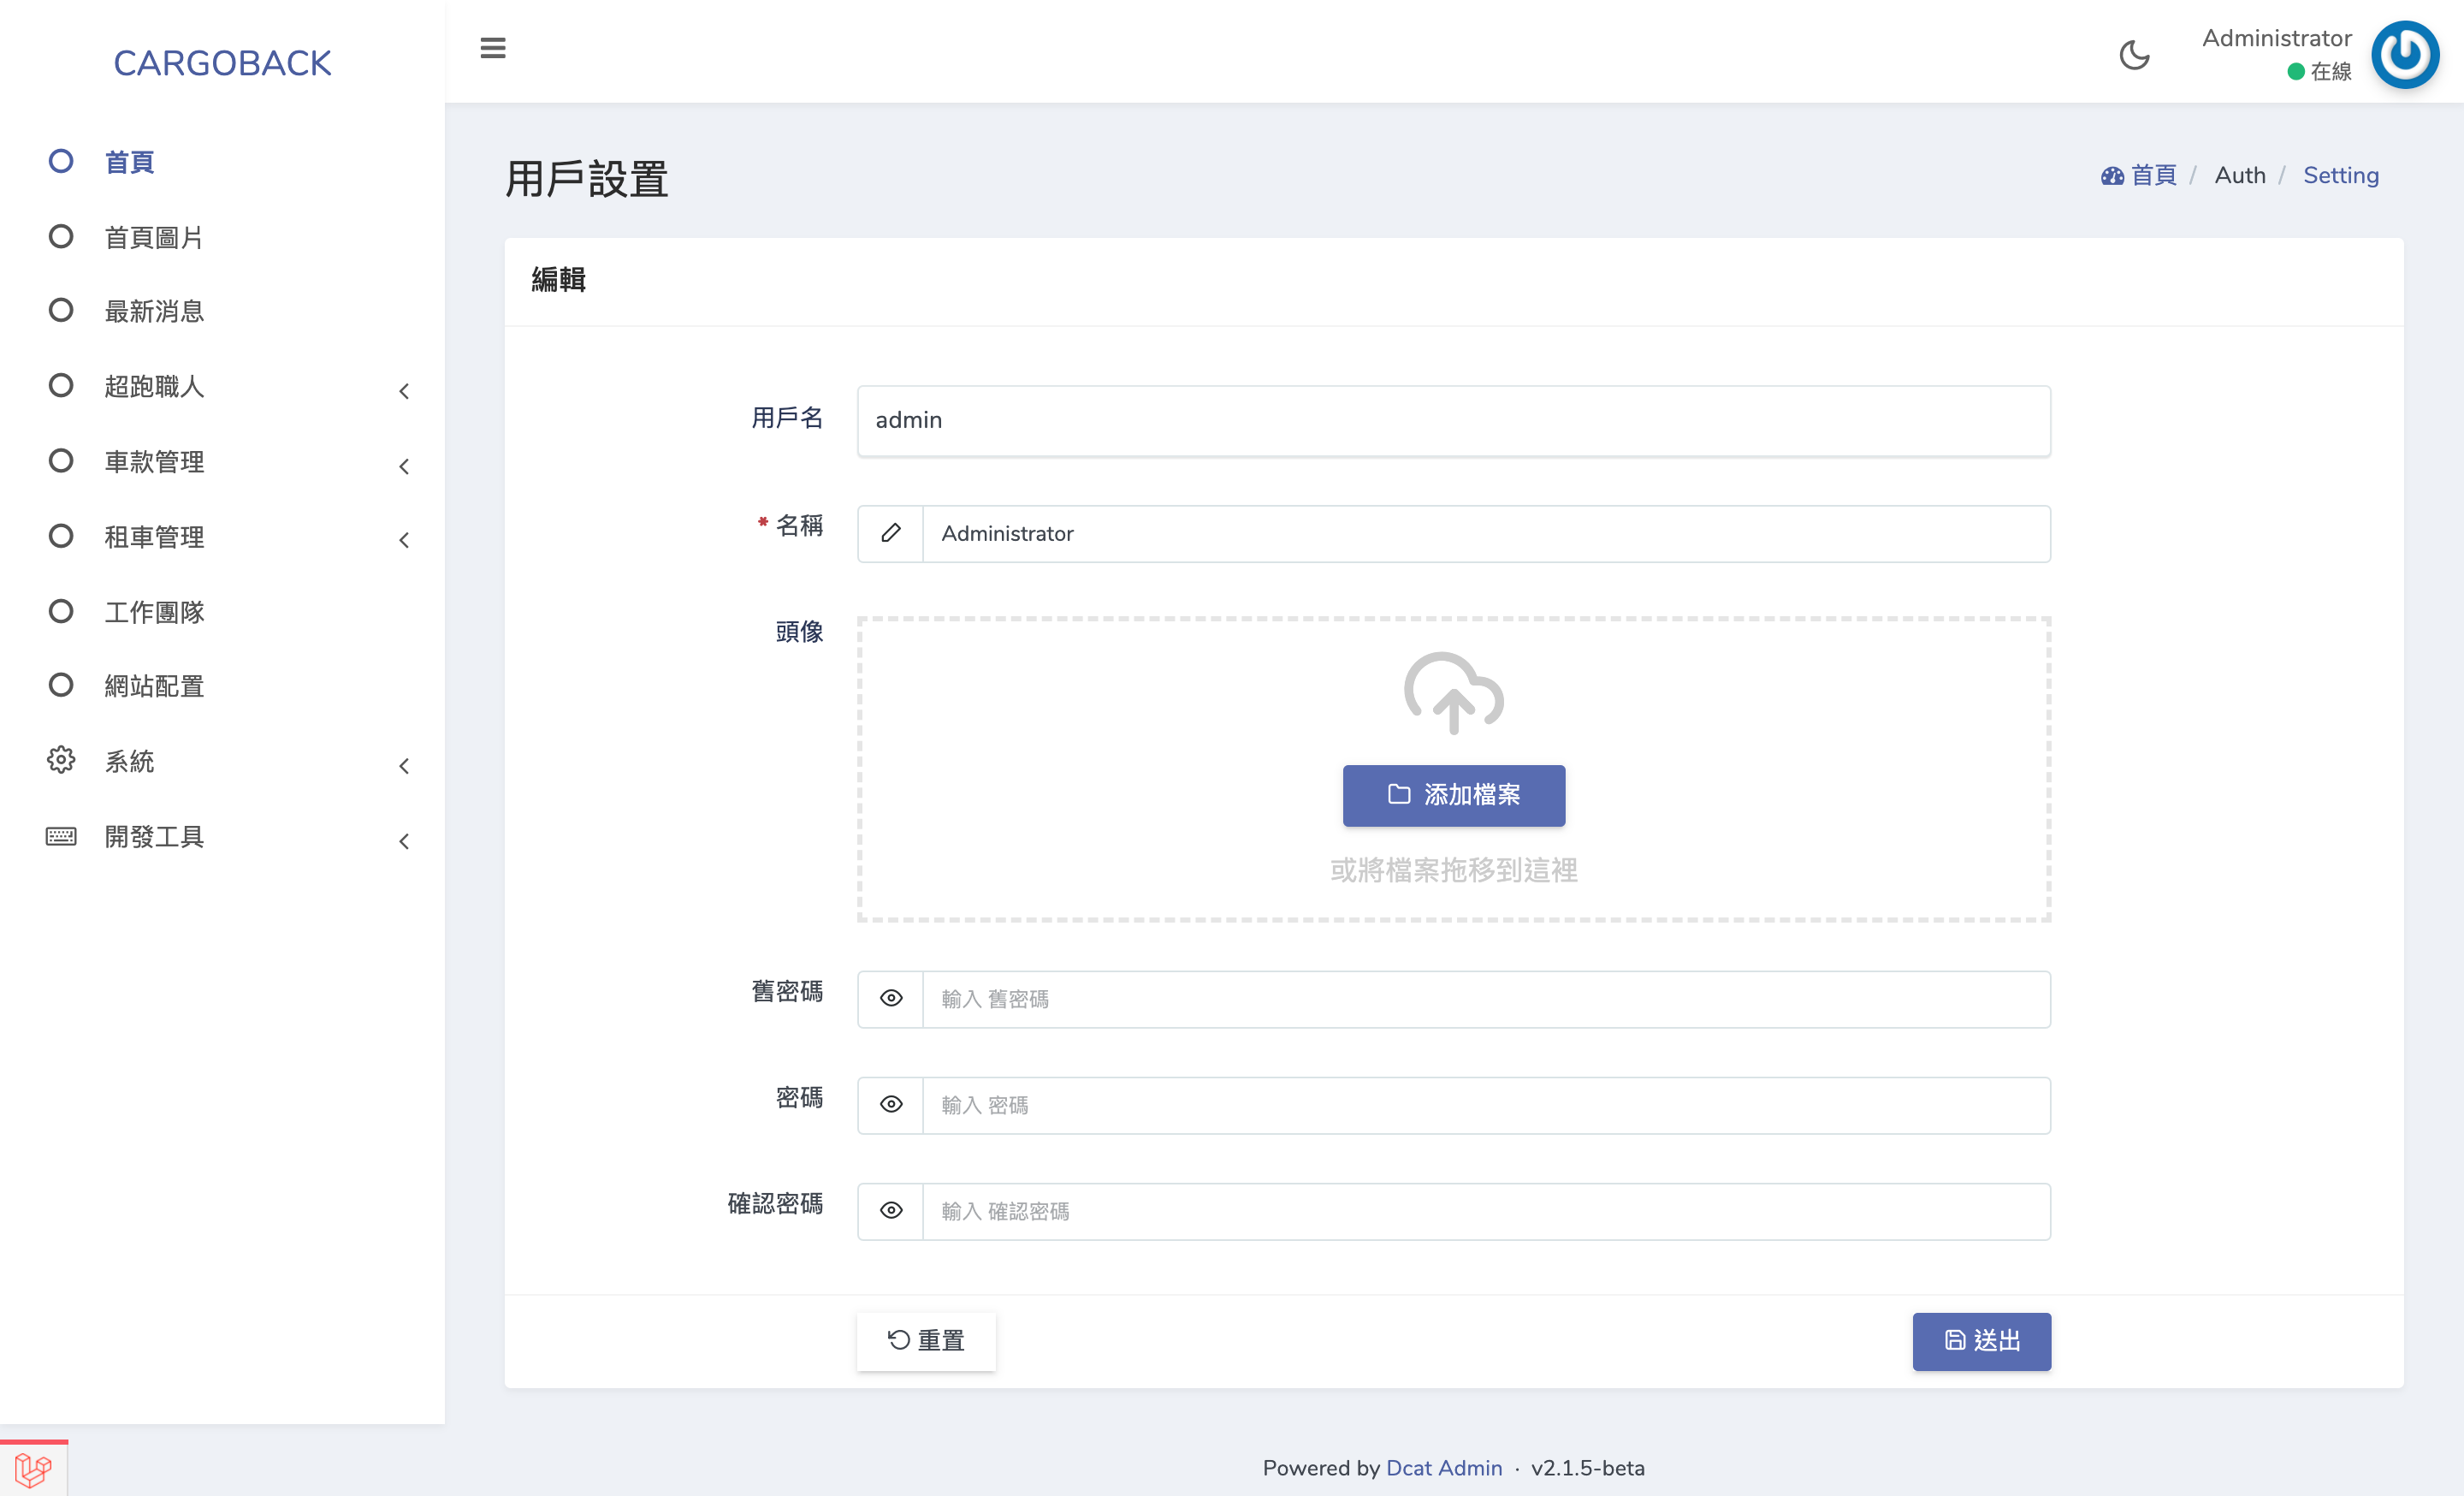 CARGOBACK
Administrator
在線
首頁
首頁圖片
最新消息
超跑職人
車款管理
租車管理
工作團隊
網站配置
系統
開發工具
用戶設置
首頁 / Auth / Setting
編輯
用戶名 admin
* 名稱 Administrator
頭像
添加檔案
或將檔案拖移到這裡
舊密碼 輸入 舊密碼
密碼 輸入 密碼
確認密碼 輸入 確認密碼
重置
送出
Powered by Dcat Admin · v2.1.5-beta